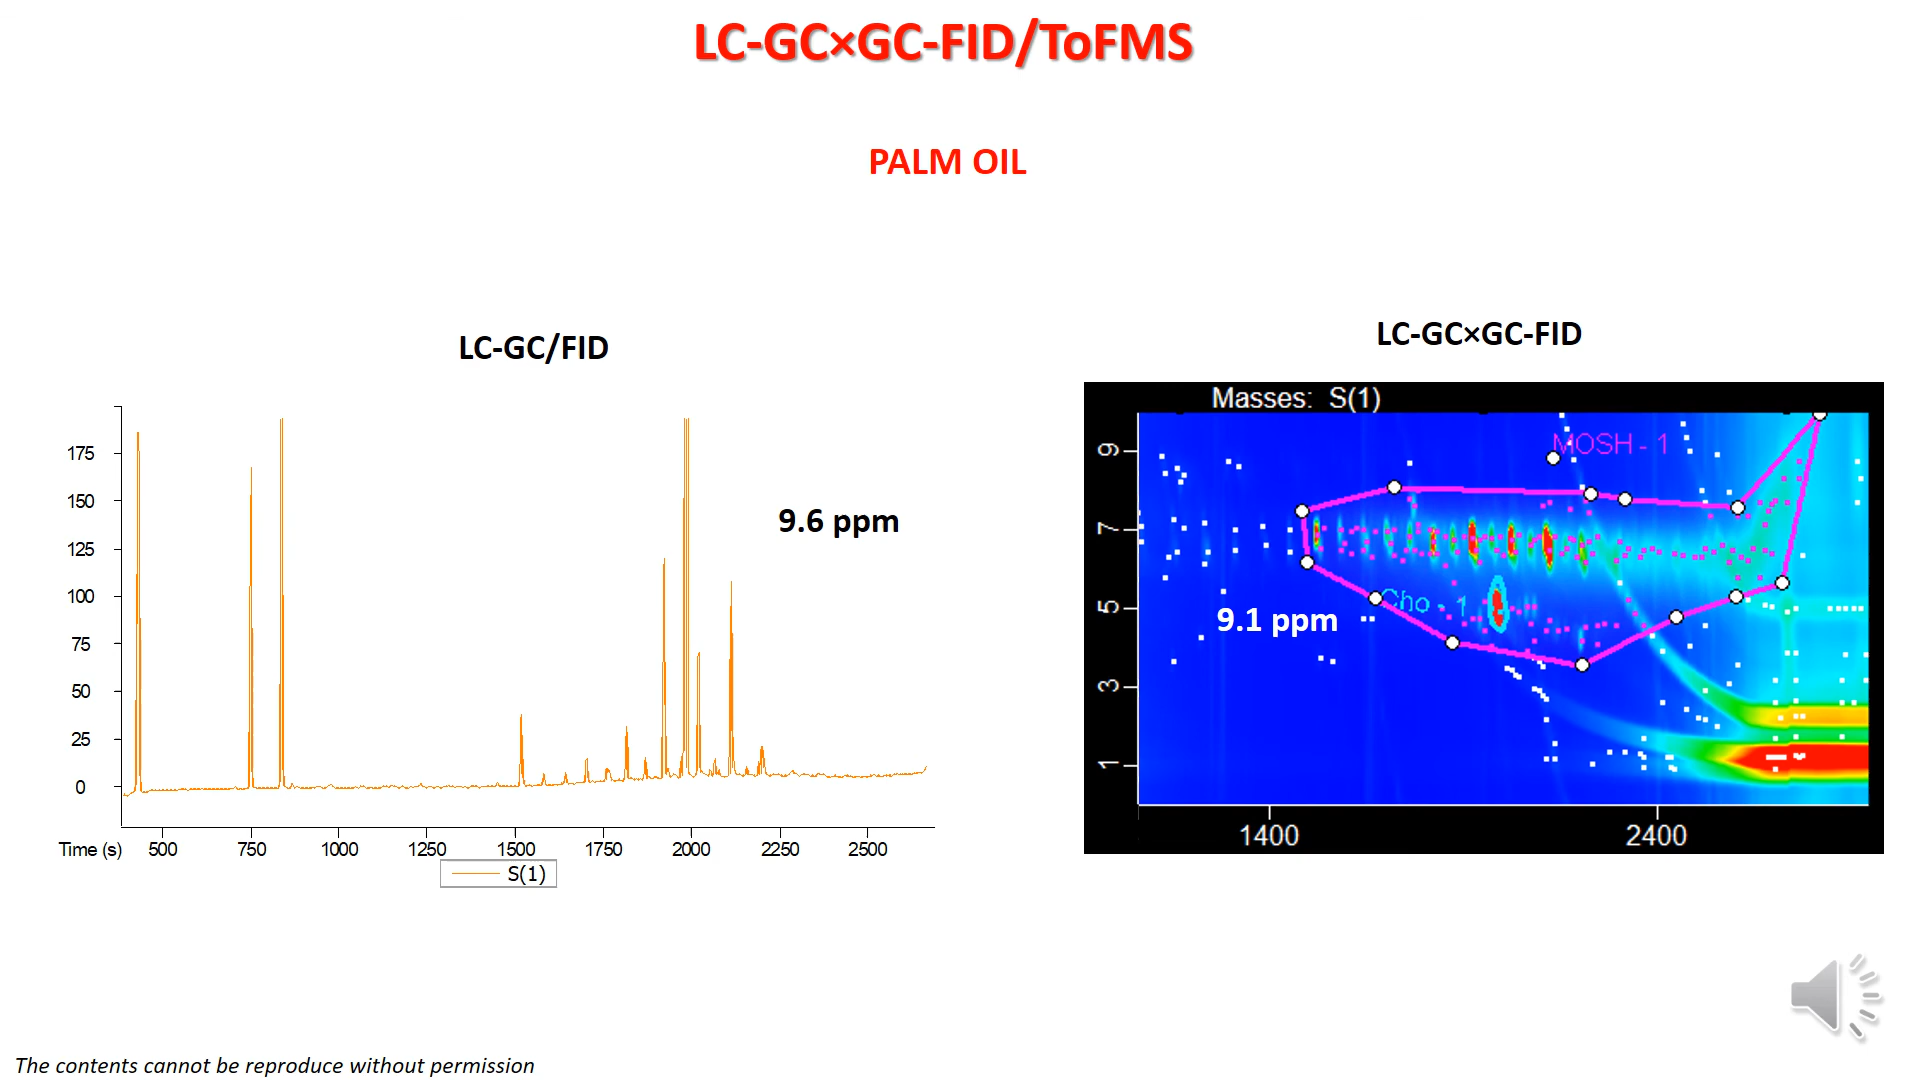 LC-GC×GC-FID/ToFMS
PALM OIL
LC-GC/FID
175
150
125
100
75
50
25
0
9.6 ppm
Time (s) 500 750 1000 1250 1500 1750 2000 2250 2500
S(1)
LC-GC×GC-FID
Masses: S(1)
MOSH - 1
Cho - 1
9.1 ppm
9
7
5
3
1
1400 2400
The contents cannot be reproduce without permission